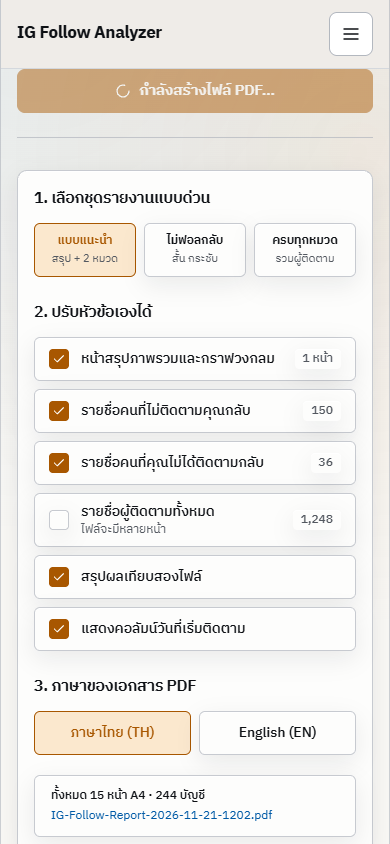 IG Follow Analyzer
กำลังสร้างไฟล์ PDF...
1. เลือกชุดรายงานแบบด่วน
แบบแนะนำ
สรุป + 2 หมวด
ไม่ฟอลกลับ
สั้น กระชับ
ครบทุกหมวด
รวมผู้ติดตาม
2. ปรับหัวข้อเองได้
หน้าสรุปภาพรวมและกราฟวงกลม 1 หน้า
รายชื่อคนที่ไม่ติดตามคุณกลับ 150
รายชื่อคนที่คุณไม่ได้ติดตามกลับ 36
รายชื่อผู้ติดตามทั้งหมด 1,248
ไฟล์จะมีหลายหน้า
สรุปผลเทียบสองไฟล์
แสดงคอลัมน์วันที่เริ่มติดตาม
3. ภาษาของเอกสาร PDF
ภาษาไทย (TH) English (EN)
ทั้งหมด 15 หน้า A4 · 244 บัญชี
IG-Follow-Report-2026-11-21-1202.pdf